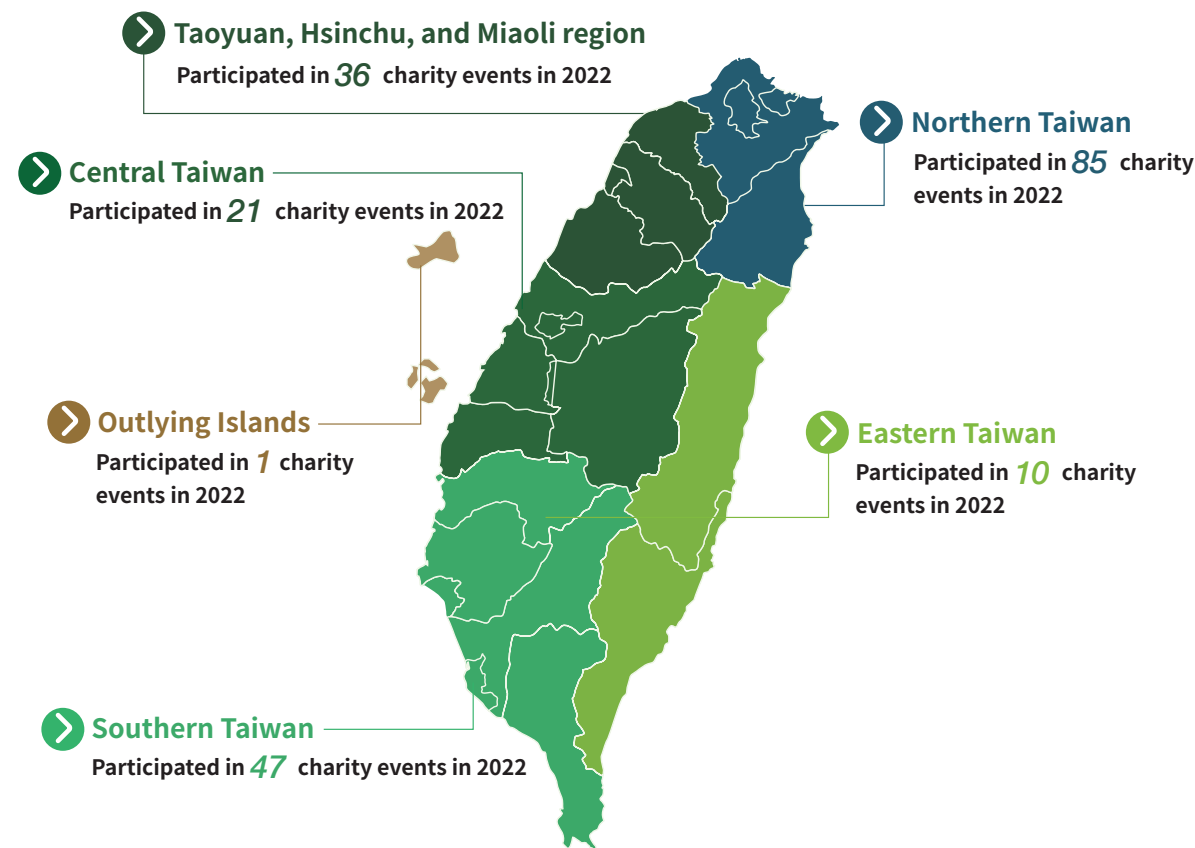 Taoyuan, Hsinchu, and Miaoli region
Participated in 36 charity events in 2022
Northern Taiwan
Participated in 85 charity
events in 2022
Central Taiwan
Participated in 21 charity events in 2022
Outlying Islands
Participated in 1 charity
events in 2022
Eastern Taiwan
Participated in 10 charity
events in 2022
Southern Taiwan
Participated in 47 charity events in 2022